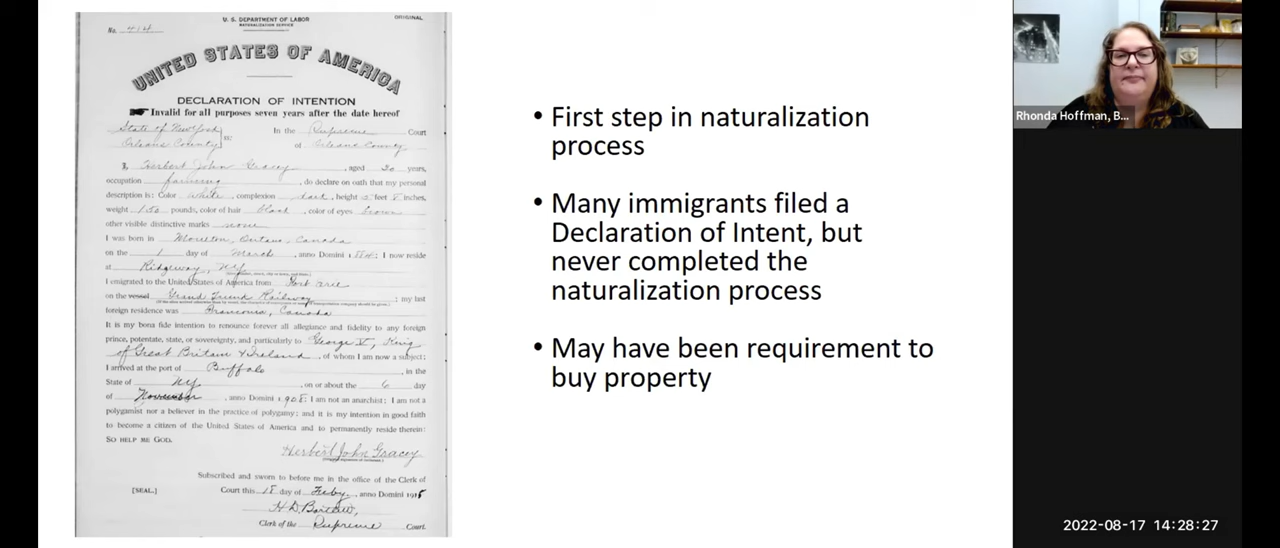 U. S. DEPARTMENT OF LABOR
NATURALIZATION SERVICE
ORIGINAL
No. 414
UNITED STATES OF AMERICA
DECLARATION OF INTENTION
Invalid for all purposes seven years after the date hereof
State of New York
In the Supreme Court
Orleans County
of Orleans County
I, Herbert John Gracey, aged 30 years,
occupation farming, do declare on oath that my personal
description is: Color white, complexion dark, height 5 feet 8 inches,
weight 150 pounds, color of hair black, color of eyes brown
other visible distinctive marks none
I was born in Canada
on the 1 day of March, anno Domini 1; I now reside
at Ridgeway, NY
I emigrated to the United States of America from Fort Erie
on the vessel Grand Trunk Railway; my last
foreign residence was Canada
It is my bona fide intention to renounce forever all allegiance and fidelity to any foreign
prince, potentate, state, or sovereignty, and particularly to George V, King
of Great Britain & Ireland, of whom I am now a subject;
I arrived at the port of Buffalo, in the
State of NY, on or about the 6 day
of November, anno Domini 1908; I am not an anarchist; I am not a
polygamist nor a believer in the practice of polygamy; and it is my intention in good faith
to become a citizen of the United States of America and to permanently reside therein:
SO HELP ME GOD.
Herbert John Gracey
Subscribed and sworn to before me in the office of the Clerk of
[SEAL.]
Court this 18 day of Feby, anno Domini 1915
Clerk of the Supreme Court.
• First step in naturalization
process
• Many immigrants filed a
Declaration of Intent, but
never completed the
naturalization process
• May have been requirement to
buy property
Rhonda Hoffman, B...
2022-08-17 14:28:27